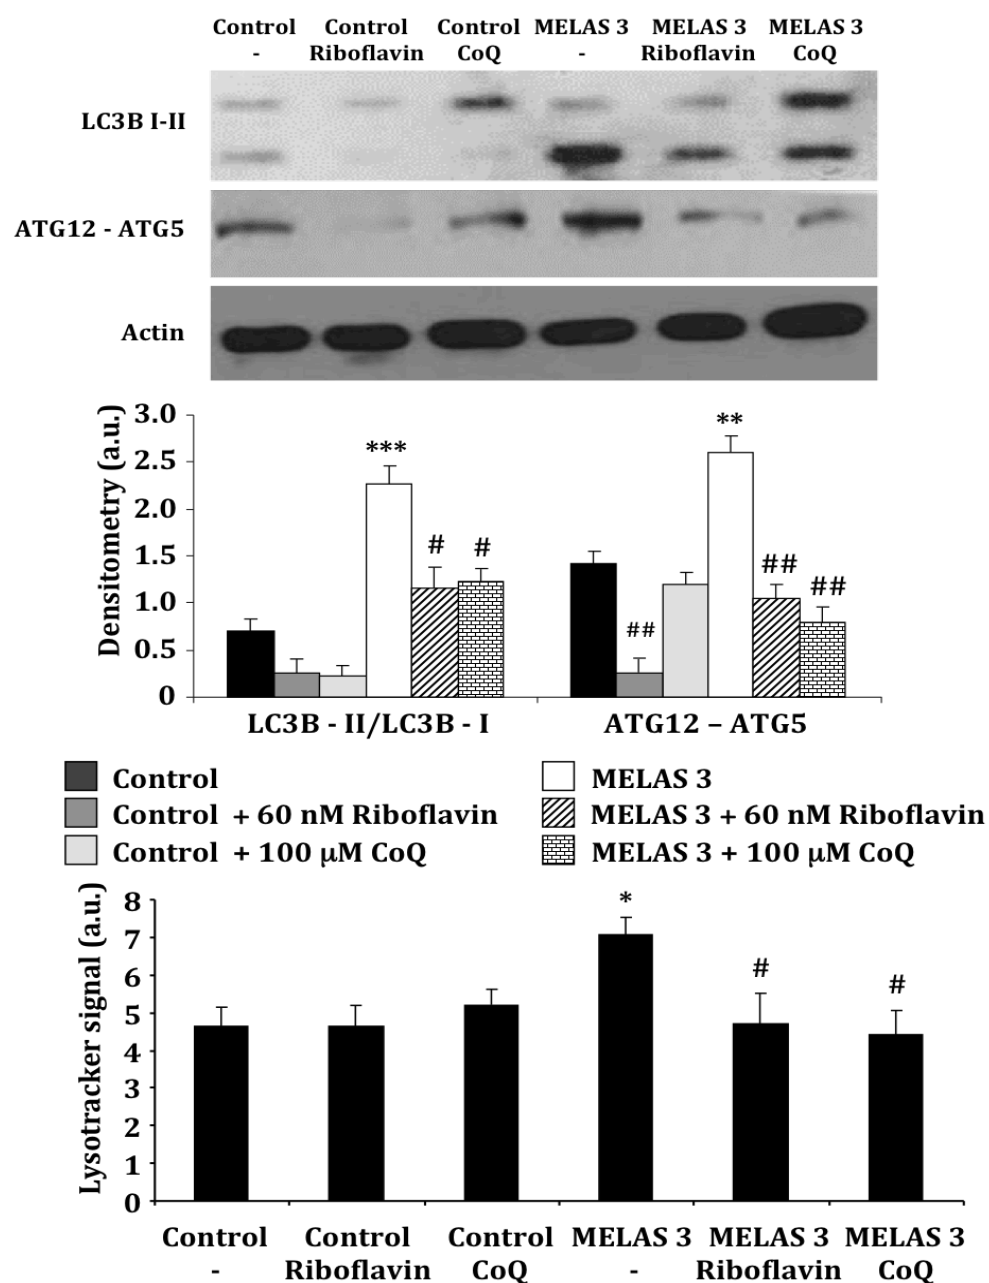 Control Control Control MELAS 3 MELAS 3 MELAS 3
- Riboflavin CoQ - Riboflavin CoQ
LC3B I-II
ATG12 - ATG5
Actin
Densitometry (a.u.)
3.0
2.5
2.0
1.5
1.0
0.5
0
***
#
#
##
**
##
##
LC3B - II/LC3B - I ATG12 – ATG5
Control MELAS 3
Control + 60 nM Riboflavin MELAS 3 + 60 nM Riboflavin
Control + 100 μM CoQ MELAS 3 + 100 μM CoQ
Lysotracker signal (a.u.)
8
7
6
5
4
3
2
1
0
*
#
#
Control Control Control MELAS 3 MELAS 3 MELAS 3
- Riboflavin CoQ - Riboflavin CoQ